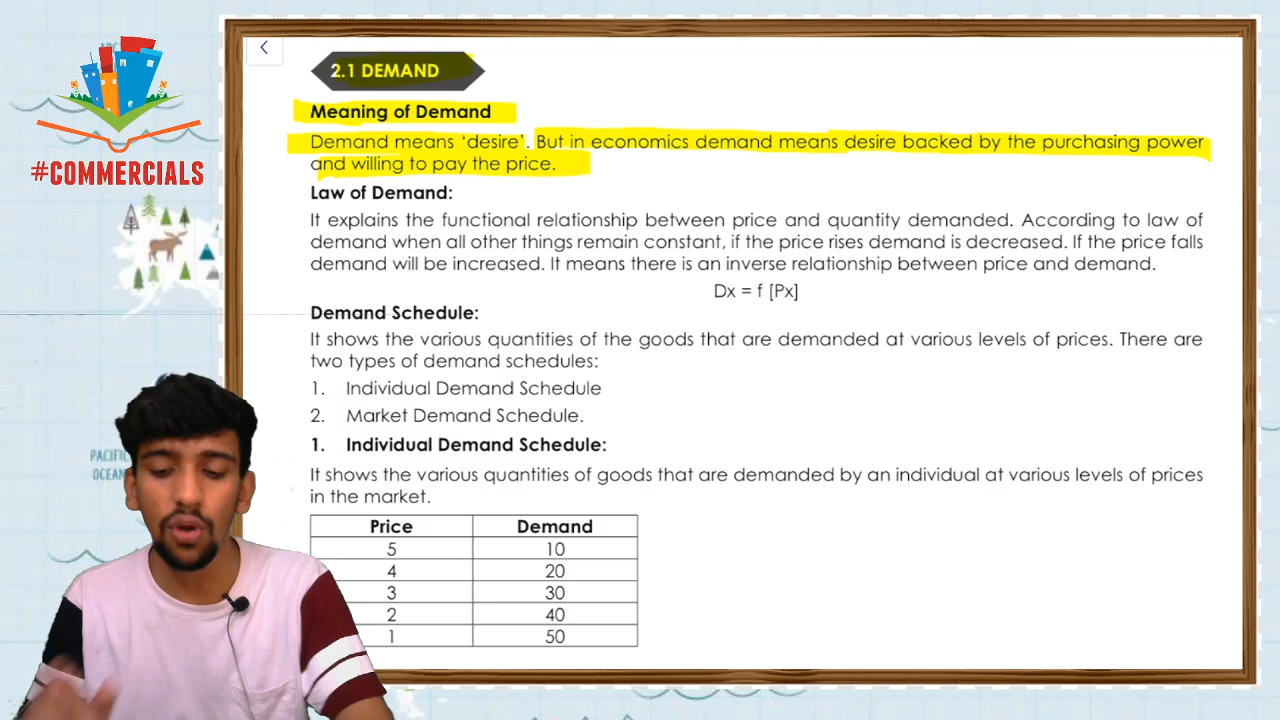 #COMMERCIALS
PACIFIC
OCEAN
2.1 DEMAND
Meaning of Demand
Demand means ‘desire’. But in economics demand means desire backed by the purchasing power
and willing to pay the price.
Law of Demand:
It explains the functional relationship between price and quantity demanded. According to law of
demand when all other things remain constant, if the price rises demand is decreased. If the price falls
demand will be increased. It means there is an inverse relationship between price and demand.
Dx = f [Px]
Demand Schedule:
It shows the various quantities of the goods that are demanded at various levels of prices. There are
two types of demand schedules:
1. Individual Demand Schedule
2. Market Demand Schedule.
1. Individual Demand Schedule:
It shows the various quantities of goods that are demanded by an individual at various levels of prices
in the market.
Price Demand
5 10
4 20
3 30
2 40
1 50